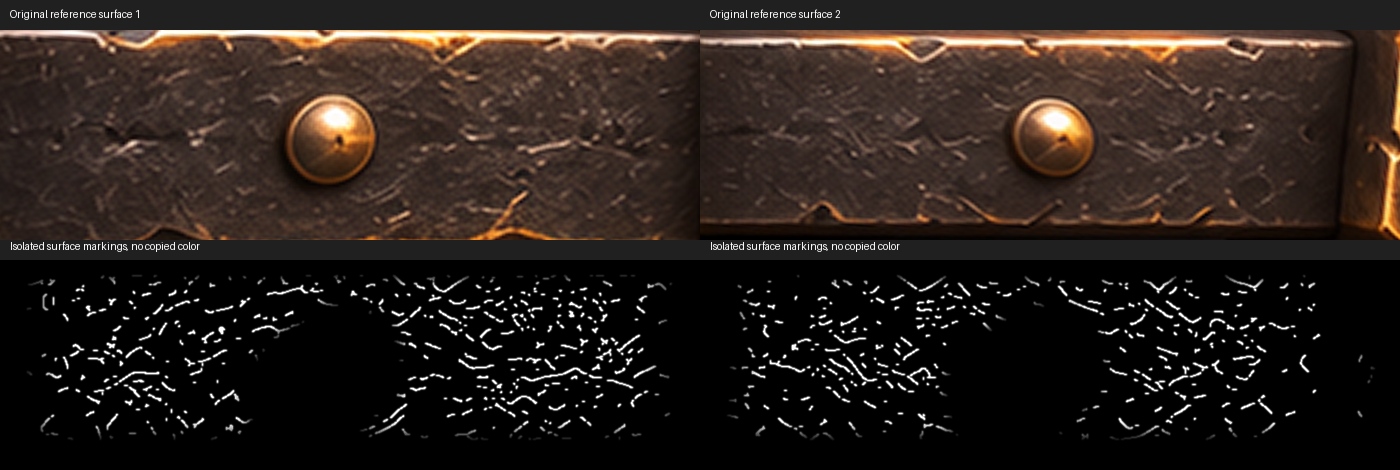 Original reference surface 1
Original reference surface 2
Isolated surface markings, no copied color
Isolated surface markings, no copied color